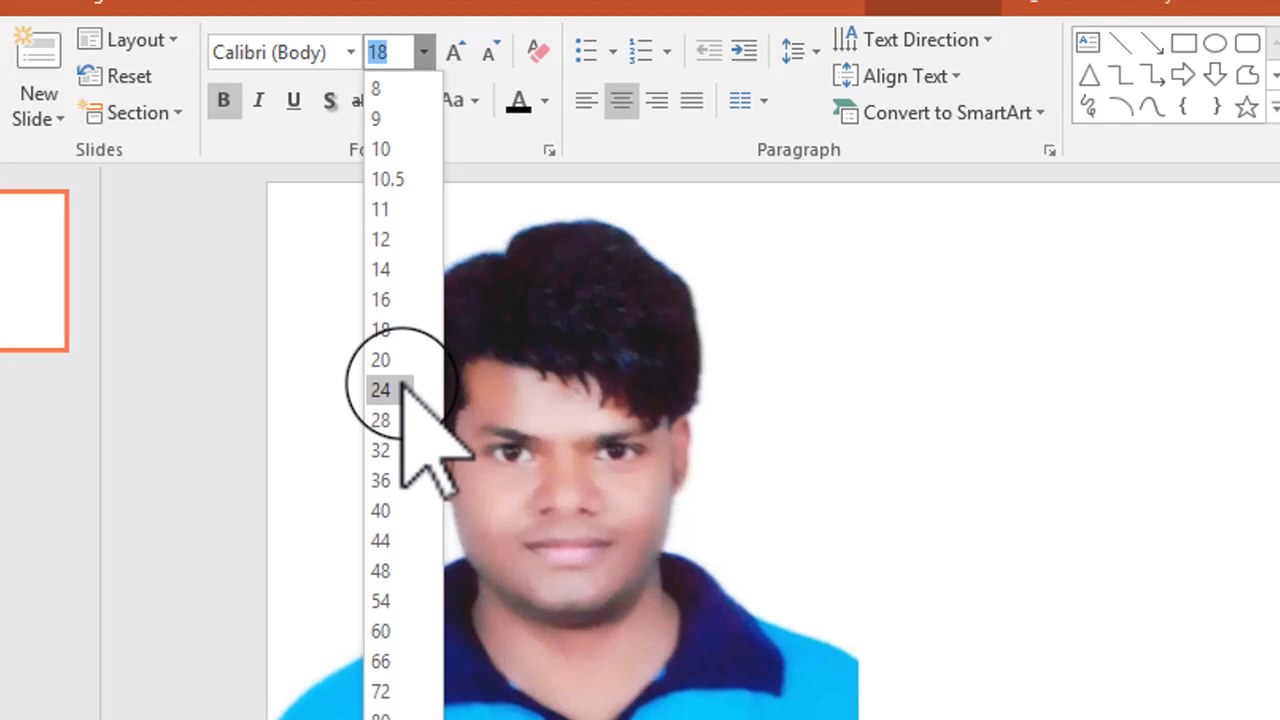 Layout
Calibri (Body)
18
Text Direction
Reset
Align Text
New
Slide
Section
B I U S
Aa
A
Convert to SmartArt
Slides
Paragraph
8
9
10
10.5
11
12
14
16
18
20
24
28
32
36
40
44
48
54
60
66
72
80